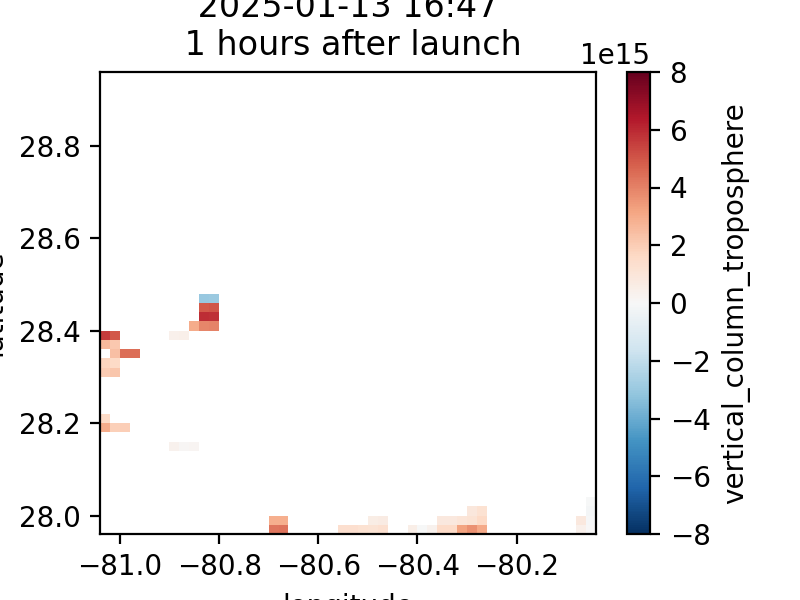 2025-01-13 16:47
1 hours after launch
1e15
8
6
4
2
0
−2
−4
−6
−8
vertical_column_troposphere
28.8
28.6
28.4
28.2
28.0
−81.0 −80.8 −80.6 −80.4 −80.2
longitude
latitude